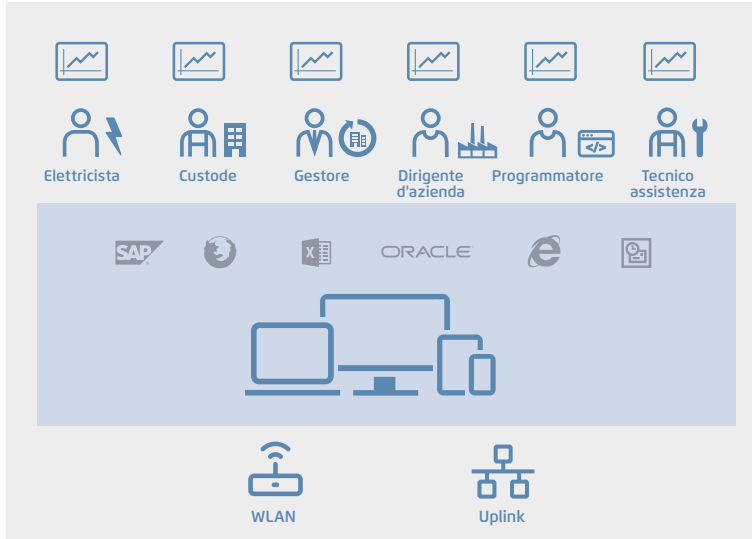 Elettricista
Custode
Gestore
Dirigente
d'azienda
Programmatore
Tecnico
assistenza
</>
SAP
X
ORACLE
e
WLAN
Uplink